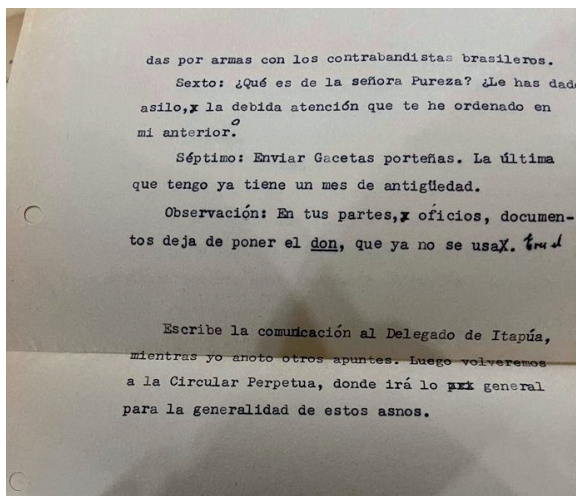 das por armas con los contrabandistas brasileros.
Sexto: ¿Qué es de la señora Pureza? ¿Le has dado
asilo, la debida atención que te he ordenado en
mi anterior.
Séptimo: Enviar Gacetas porteñas. La última
que tengo ya tiene un mes de antigüedad.
Observación: En tus partes, oficios, documen-
tos deja de poner el don, que ya no se usa.
Escribe la comunicación al Delegado de Itapúa,
mientras yo anoto otros apuntes. Luego volveremos
a la Circular Perpetua, donde irá lo general
para la generalidad de estos asnos.